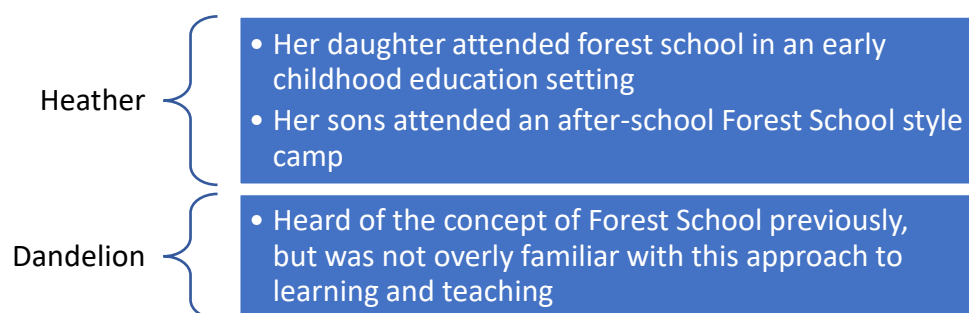 Heather
• Her daughter attended forest school in an early
childhood education setting
• Her sons attended an after-school Forest School style
camp
Dandelion
• Heard of the concept of Forest School previously,
but was not overly familiar with this approach to
learning and teaching